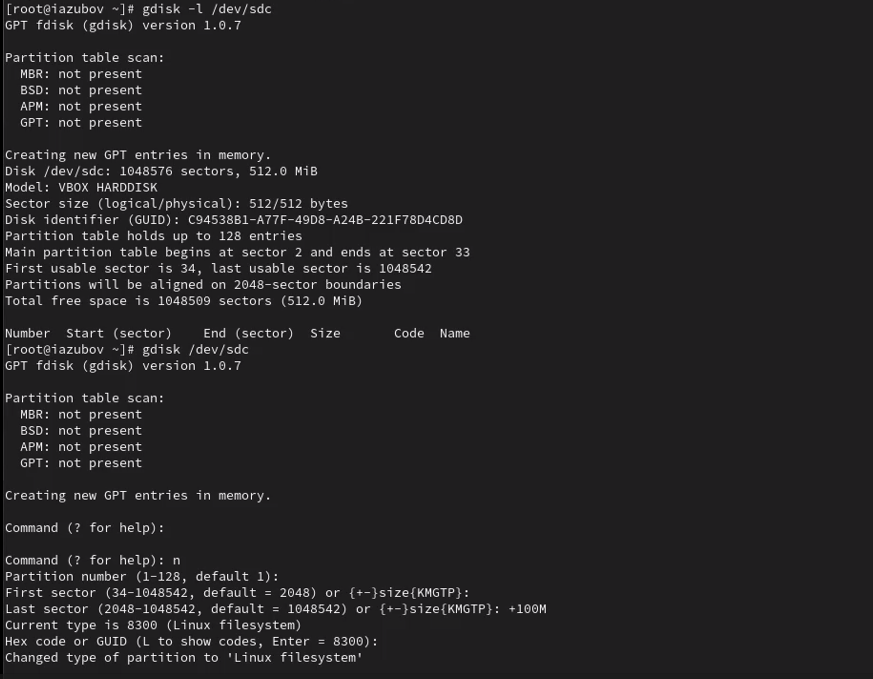 [root@iazubov ~]# gdisk -l /dev/sdc
GPT fdisk (gdisk) version 1.0.7

Partition table scan:
  MBR: not present
  BSD: not present
  APM: not present
  GPT: not present

Creating new GPT entries in memory.
Disk /dev/sdc: 1048576 sectors, 512.0 MiB
Model: VBOX HARDDISK
Sector size (logical/physical): 512/512 bytes
Disk identifier (GUID): C94538B1-A77F-49D8-A24B-221F78D4CD8D
Partition table holds up to 128 entries
Main partition table begins at sector 2 and ends at sector 33
First usable sector is 34, last usable sector is 1048542
Partitions will be aligned on 2048-sector boundaries
Total free space is 1048509 sectors (512.0 MiB)

Number  Start (sector)    End (sector)  Size       Code  Name
[root@iazubov ~]# gdisk /dev/sdc
GPT fdisk (gdisk) version 1.0.7

Partition table scan:
  MBR: not present
  BSD: not present
  APM: not present
  GPT: not present

Creating new GPT entries in memory.

Command (? for help):

Command (? for help): n
Partition number (1-128, default 1):
First sector (34-1048542, default = 2048) or {+-}size{KMGTP}:
Last sector (2048-1048542, default = 1048542) or {+-}size{KMGTP}: +100M
Current type is 8300 (Linux filesystem)
Hex code or GUID (L to show codes, Enter = 8300):
Changed type of partition to 'Linux filesystem'